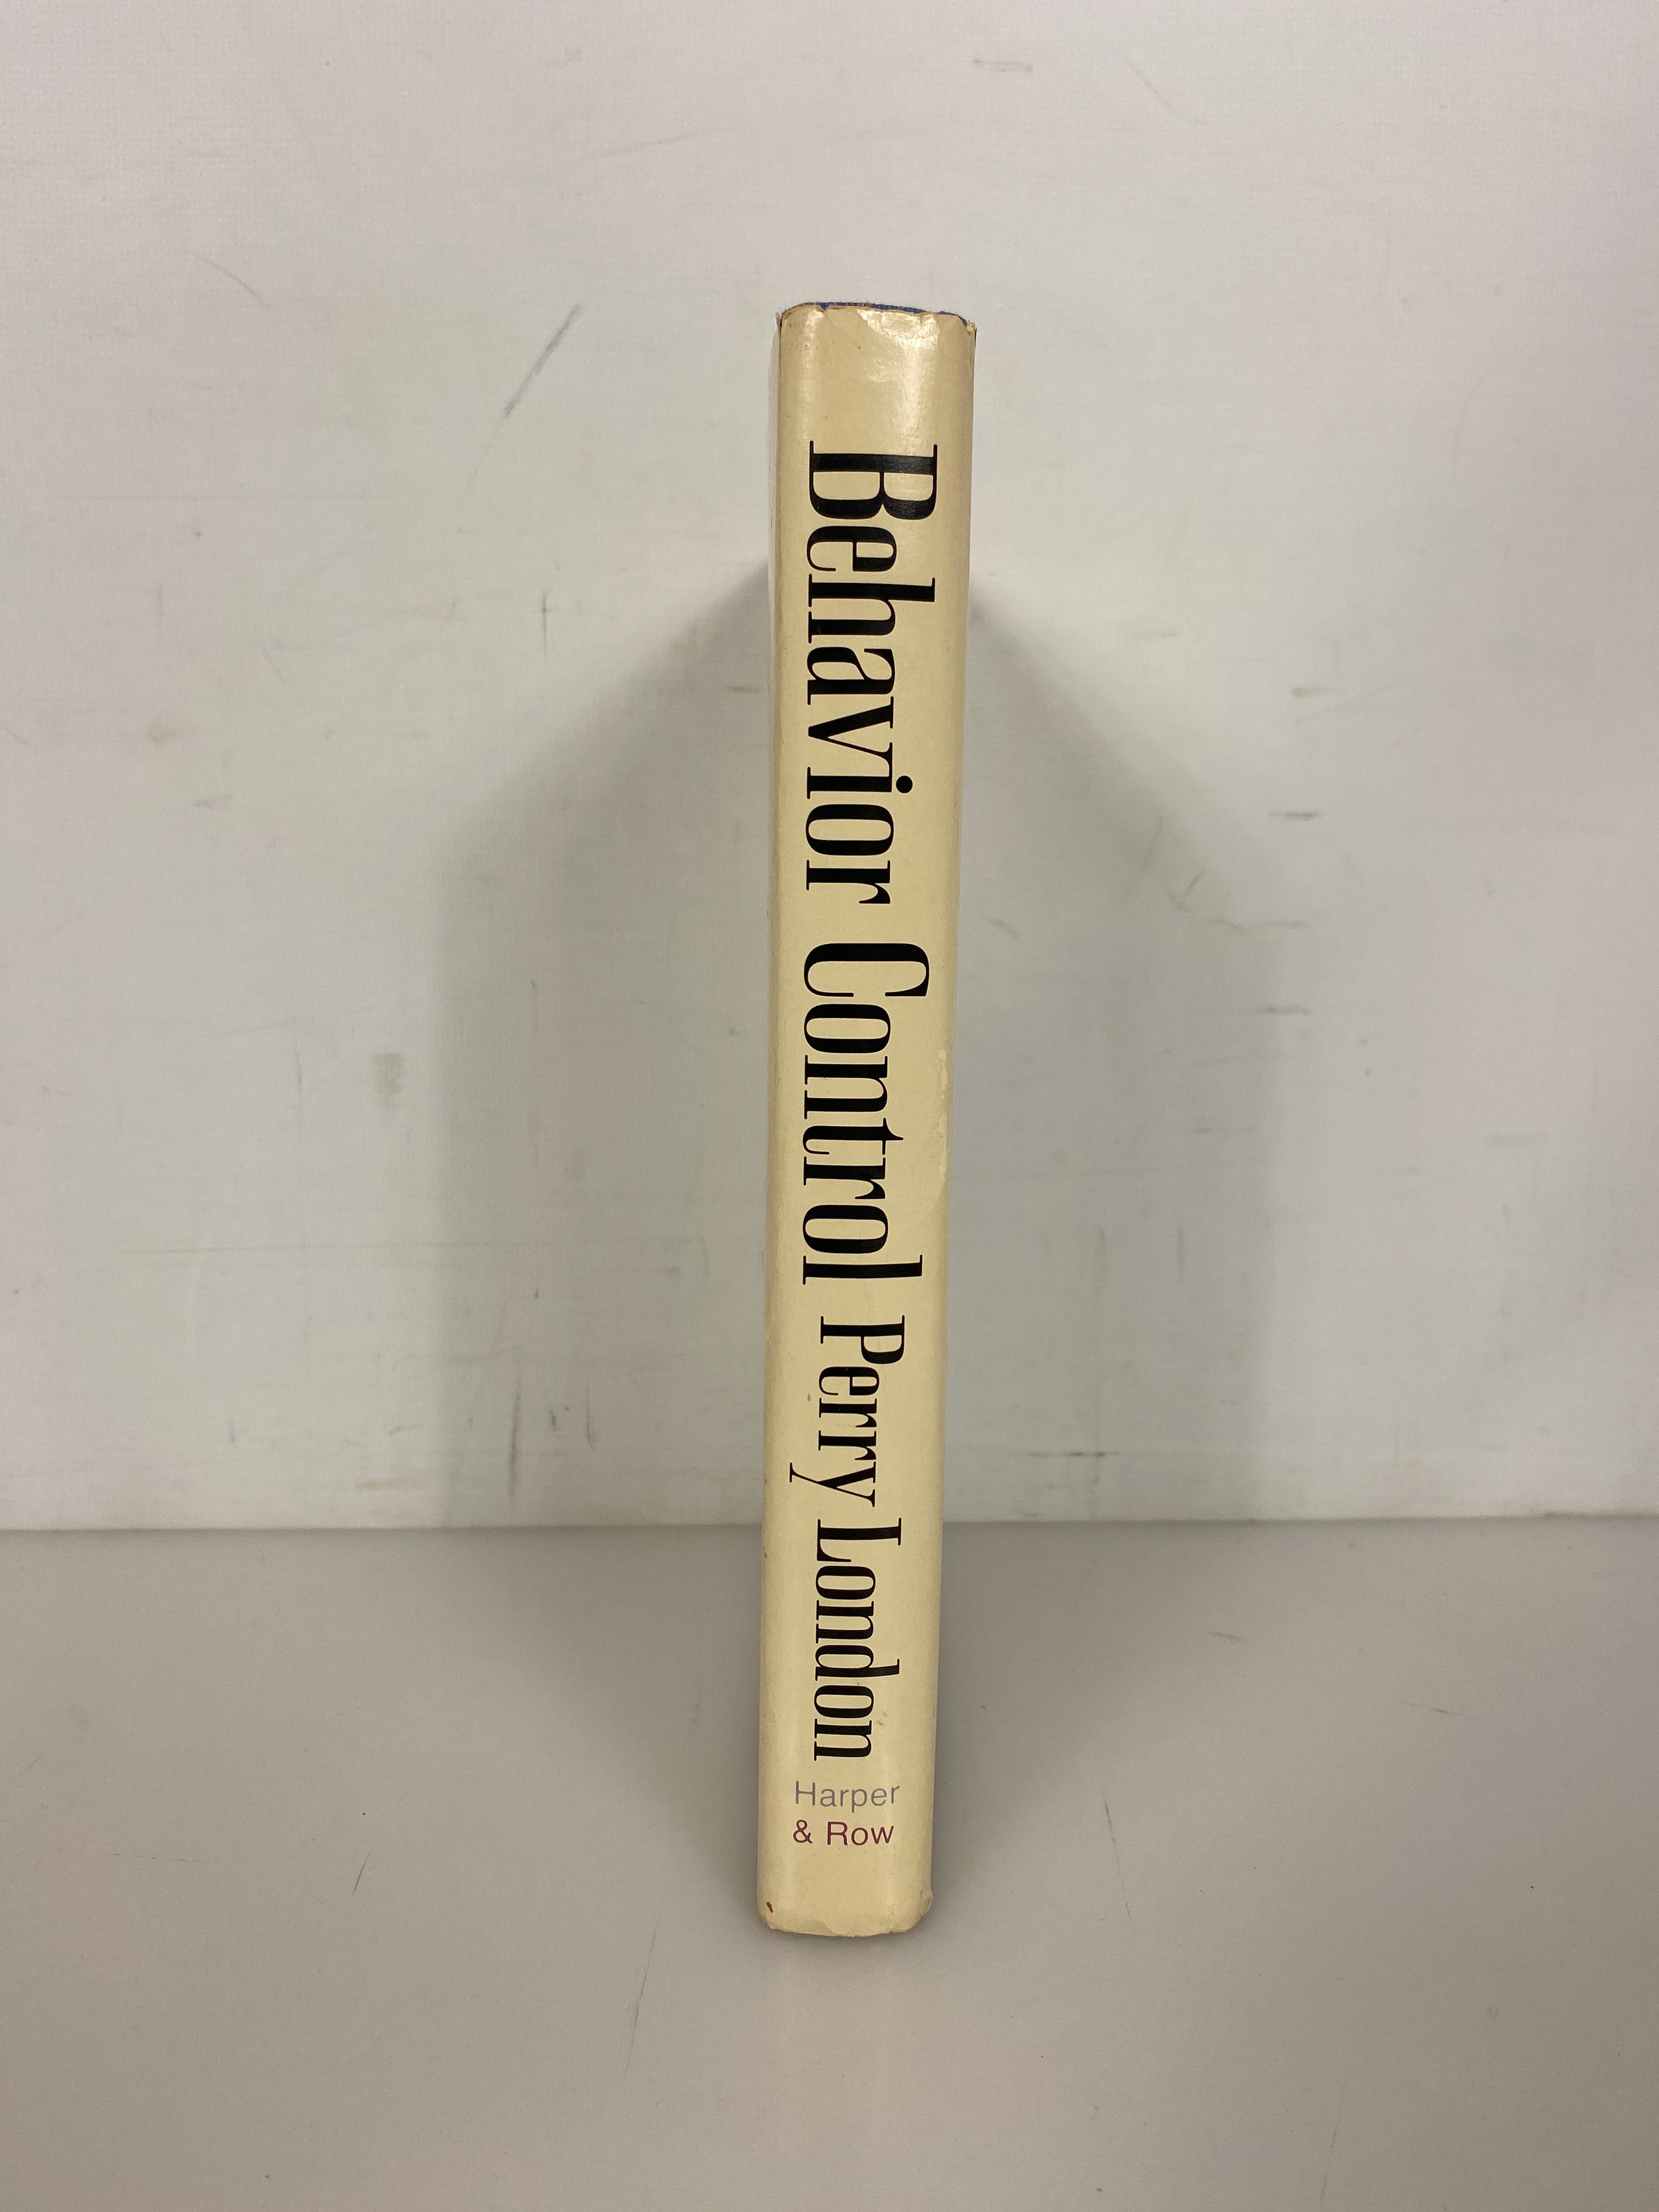 Behavior Control Perry London
Harper
& Row